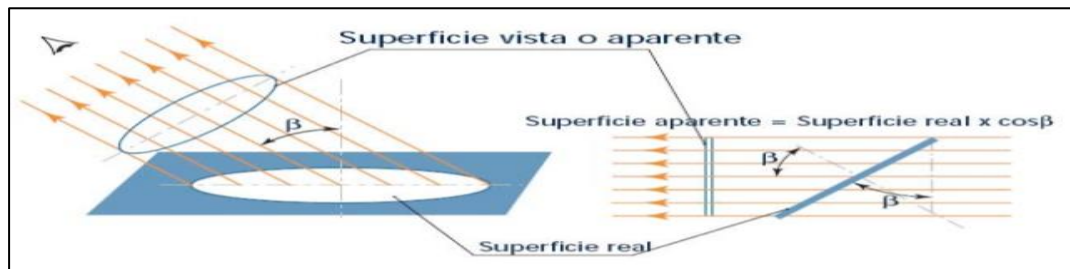 Superficie vista o aparente
β
Superficie aparente = Superficie real x cosβ
β
β
Superficie real